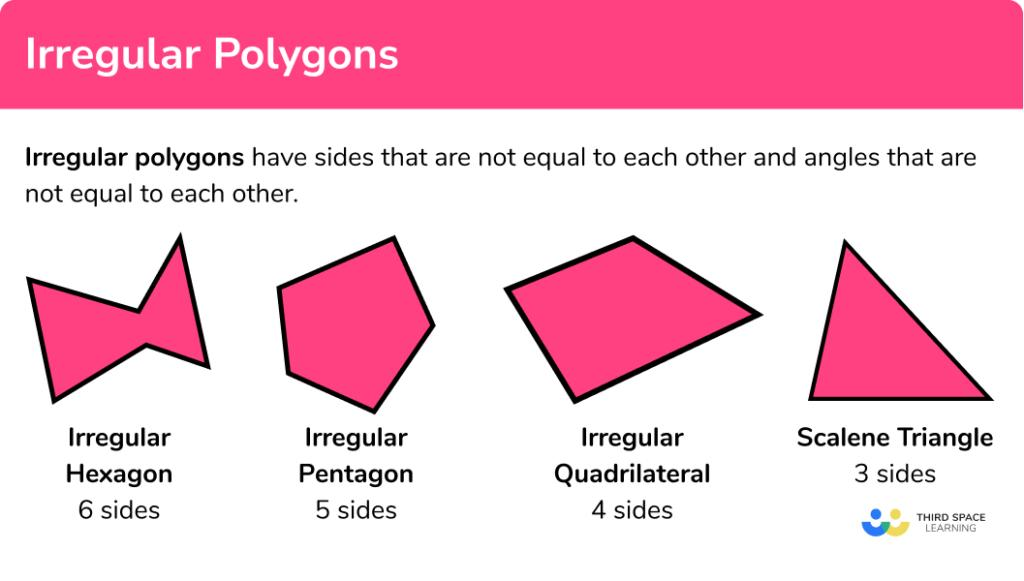 Irregular Polygons
Irregular polygons have sides that are not equal to each other and angles that are
not equal to each other.
Irregular
Hexagon
6 sides
Irregular
Pentagon
5 sides
Irregular
Quadrilateral
4 sides
Scalene Triangle
3 sides
THIRD SPACE
LEARNING